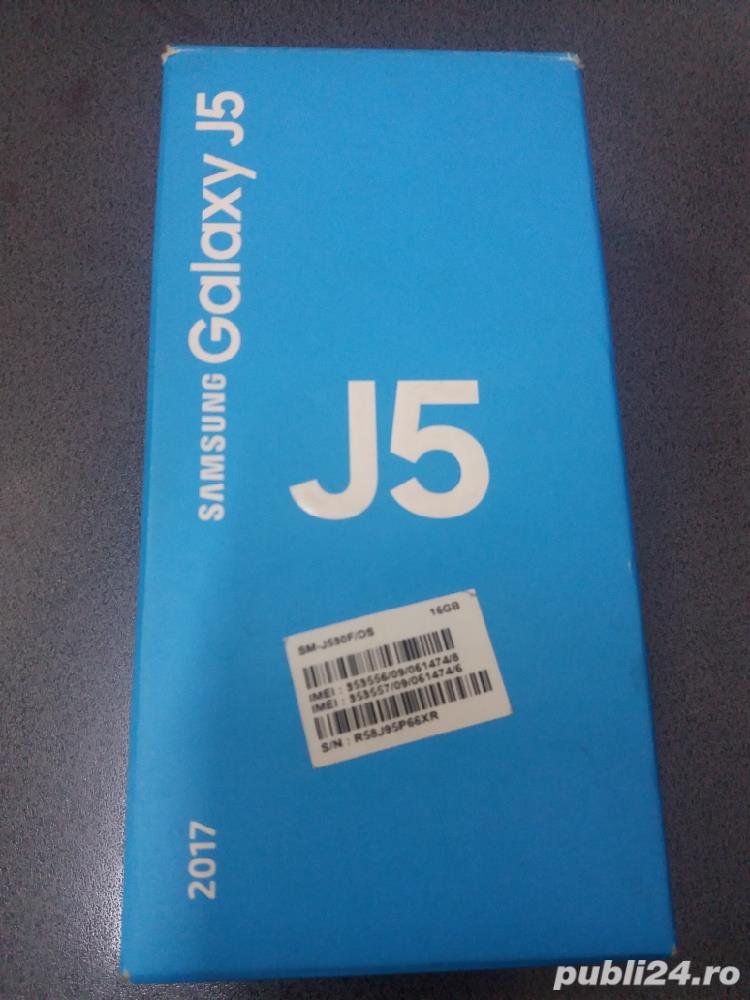 SAMSUNG Galaxy J5
J5
SM-J530F/DS 16GB
IMEI : 353556/09/061474/8
IMEI : 353557/09/061474/6
S/N : R58J95P66XR
2017
publi24.ro